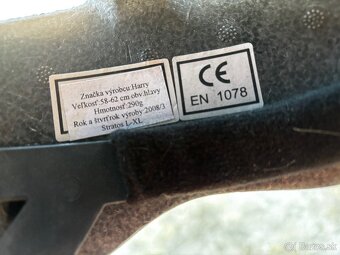 Značka výrobcu.Harry
Veľkosť 58-62 cm.obv.hlavy
Hmotnosť:290g
Rok a štvrťrok výroby:2008/3
Stratos L-XL
CE
EN 1078
© Bazar.sk